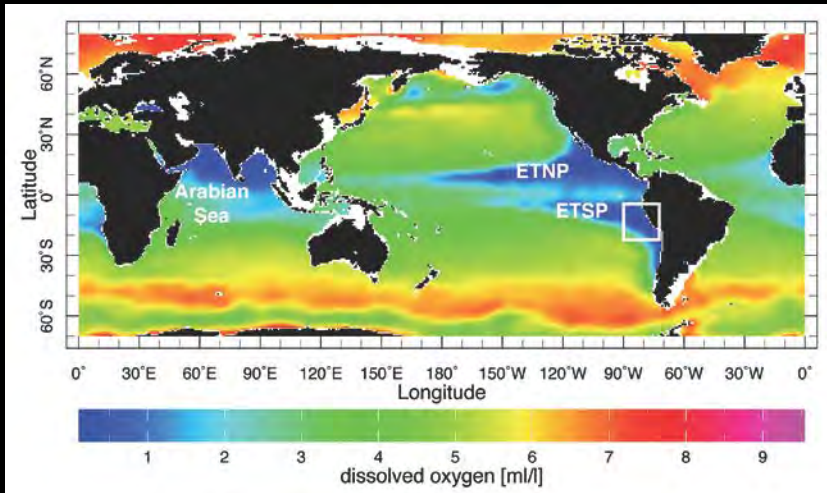 60˚N
30˚N
0˚
30˚S
60˚S
Latitude
Arabian
Sea
ETNP
ETSP
0˚ 30˚E 60˚E 90˚E 120˚E 150˚E 180˚ 150˚W 120˚W 90˚W 60˚W 30˚W 0˚
Longitude
1 2 3 4 5 6 7 8 9
dissolved oxygen [ml/l]